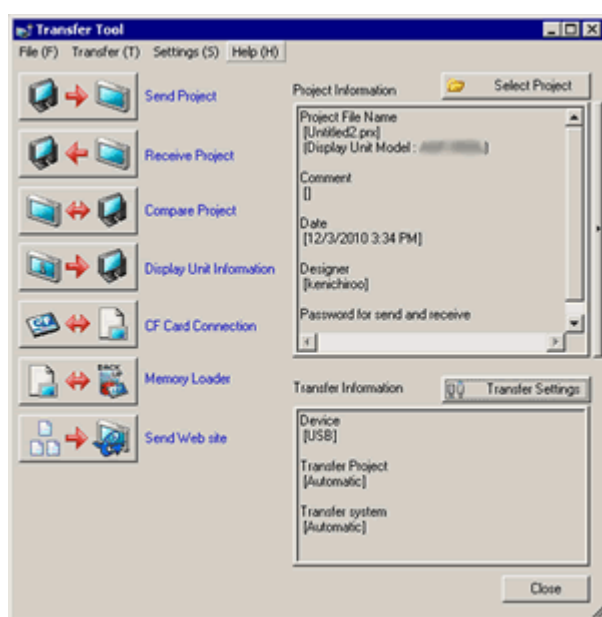 Transfer Tool
File (F) Transfer (T) Settings (S) Help (H)
Send Project
Receive Project
Compare Project
Display Unit Information
CF Card Connection
Memory Loader
Send Web site
Project Information
Select Project
Project File Name
[Untitled2.prx]
(Display Unit Model : )
Comment
[]
Date
[12/3/2010 3:34 PM]
Designer
[kenichiroo]
Password for send and receive
Transfer Information
Transfer Settings
Device
[USB]
Transfer Project
[Automatic]
Transfer system
[Automatic]
Close